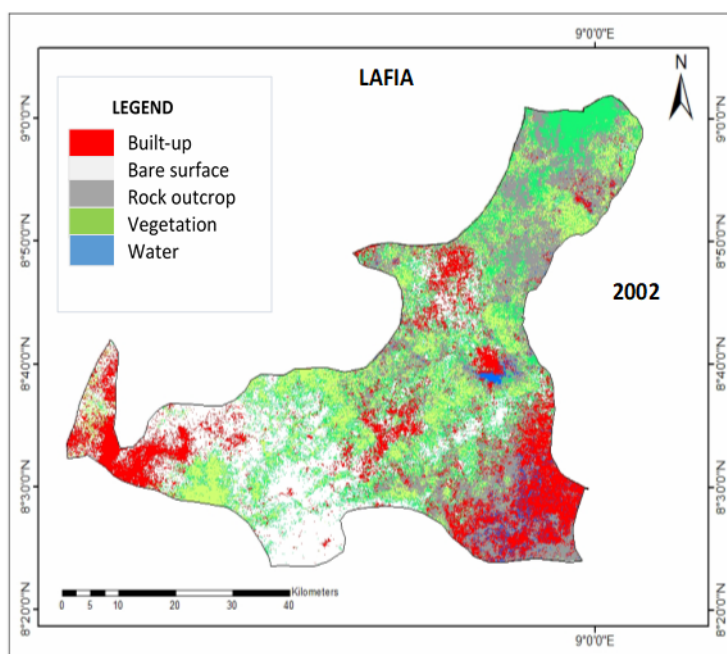 9°0'0"E
LAFIA
N
LEGEND
Built-up
Bare surface
Rock outcrop
Vegetation
Water
2002
9°0'0"N
8°50'0"N
8°40'0"N
8°30'0"N
8°20'0"N
9°0'0"N
8°50'0"N
8°40'0"N
8°30'0"N
8°20'0"N
Kilometers
0 2 5 10 20 30 40
9°0'0"E